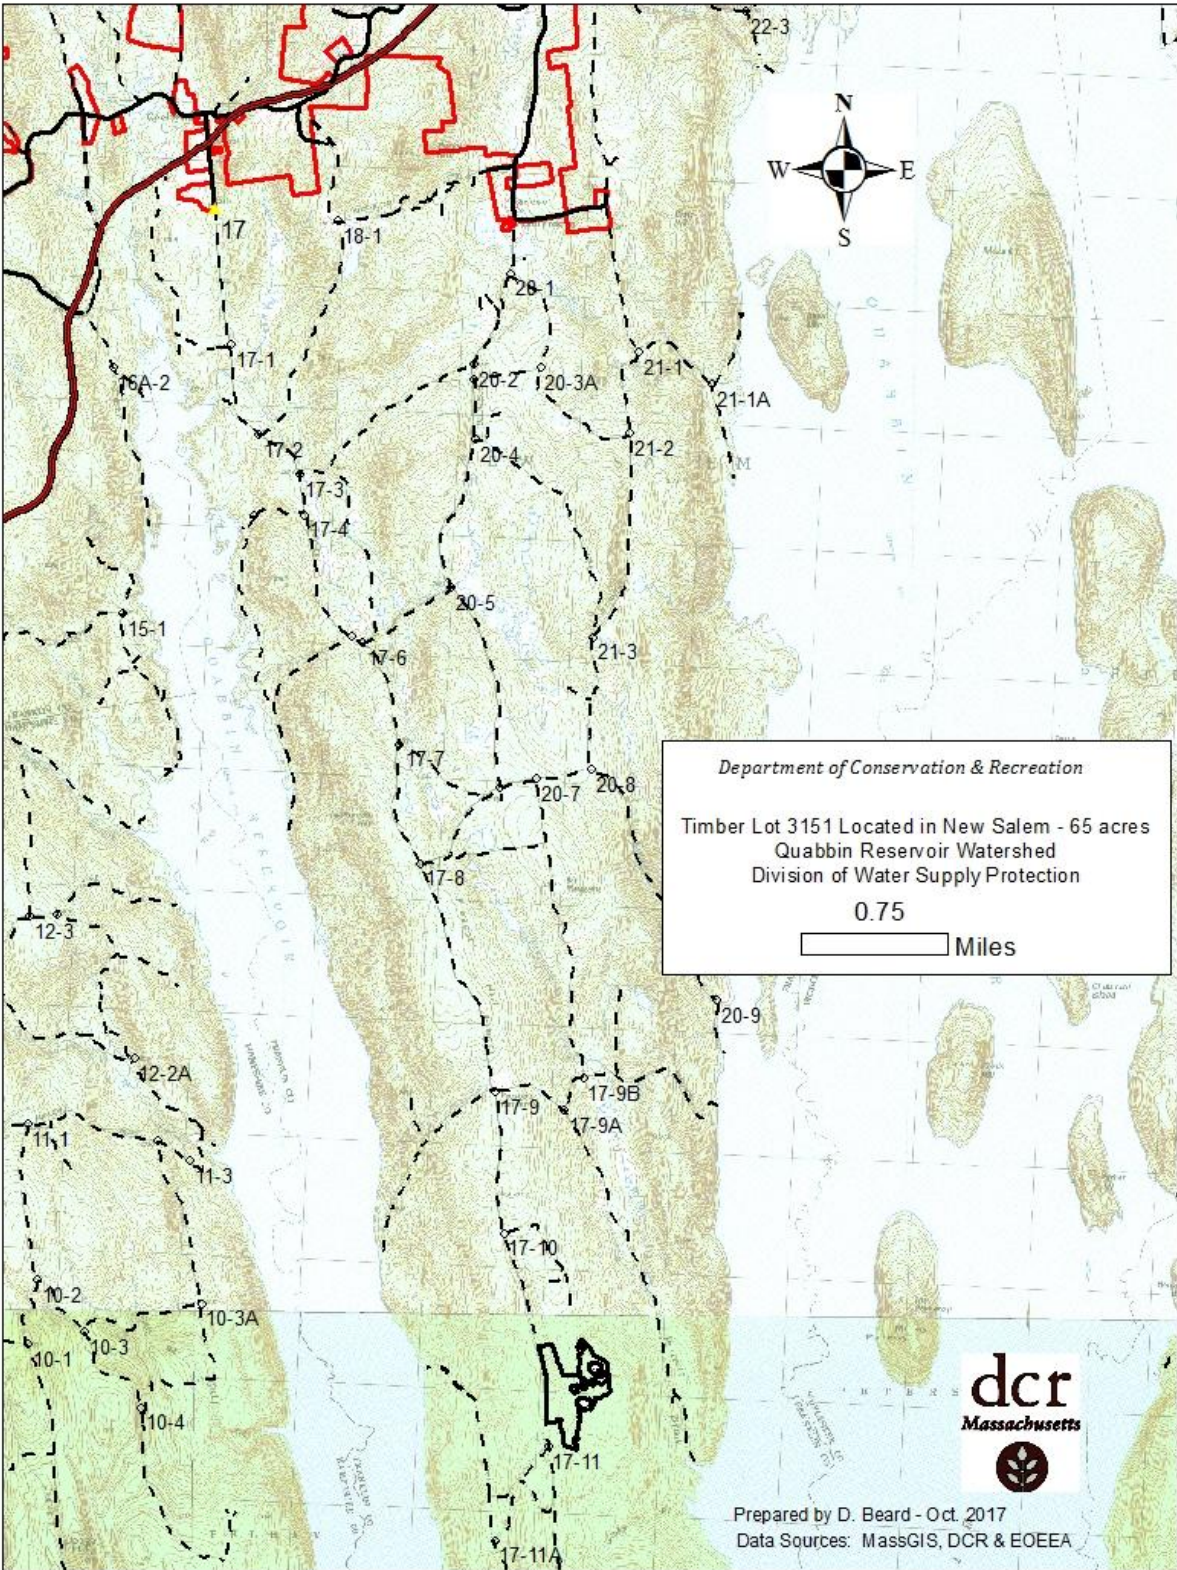 22-3
N
W E
S
17
18-1
20-1
17-1
16A-2
20-2
20-3A
21-1
21-1A
17-2
20-4
21-2
17-3
17-4
20-5
15-1
17-6
21-3
17-7
20-7
20-8
Department of Conservation & Recreation
Timber Lot 3151 Located in New Salem - 65 acres
Quabbin Reservoir Watershed
Division of Water Supply Protection
0.75
Miles
17-8
12-3
20-9
12-2A
17-9B
17-9
17-9A
11-1
11-3
17-10
10-2
10-3A
10-3
10-1
10-4
17-11
17-11A
QUABBIN
RESERVOIR
dcr
Massachusetts
Prepared by D. Beard - Oct. 2017
Data Sources: MassGIS, DCR & EOEEA